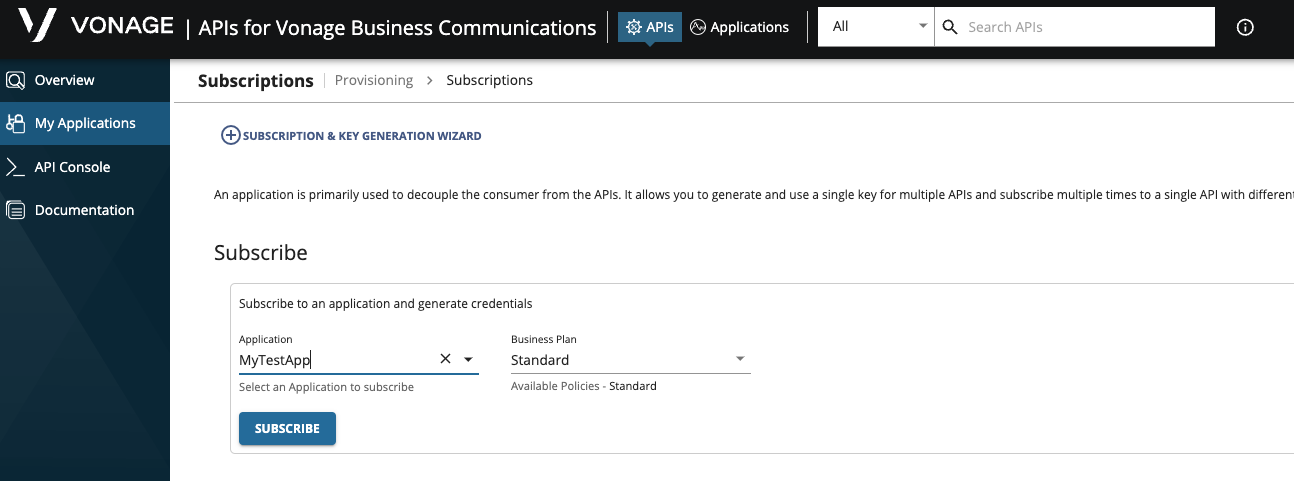 VONAGE | APIs for Vonage Business Communications APIs Applications All Search APIs
Overview
My Applications
API Console
Documentation
Subscriptions Provisioning > Subscriptions
SUBSCRIPTION & KEY GENERATION WIZARD
An application is primarily used to decouple the consumer from the APIs. It allows you to generate and use a single key for multiple APIs and subscribe multiple times to a single API with different
Subscribe
Subscribe to an application and generate credentials
Application Business Plan
MyTestApp Standard
Select an Application to subscribe Available Policies - Standard
SUBSCRIBE